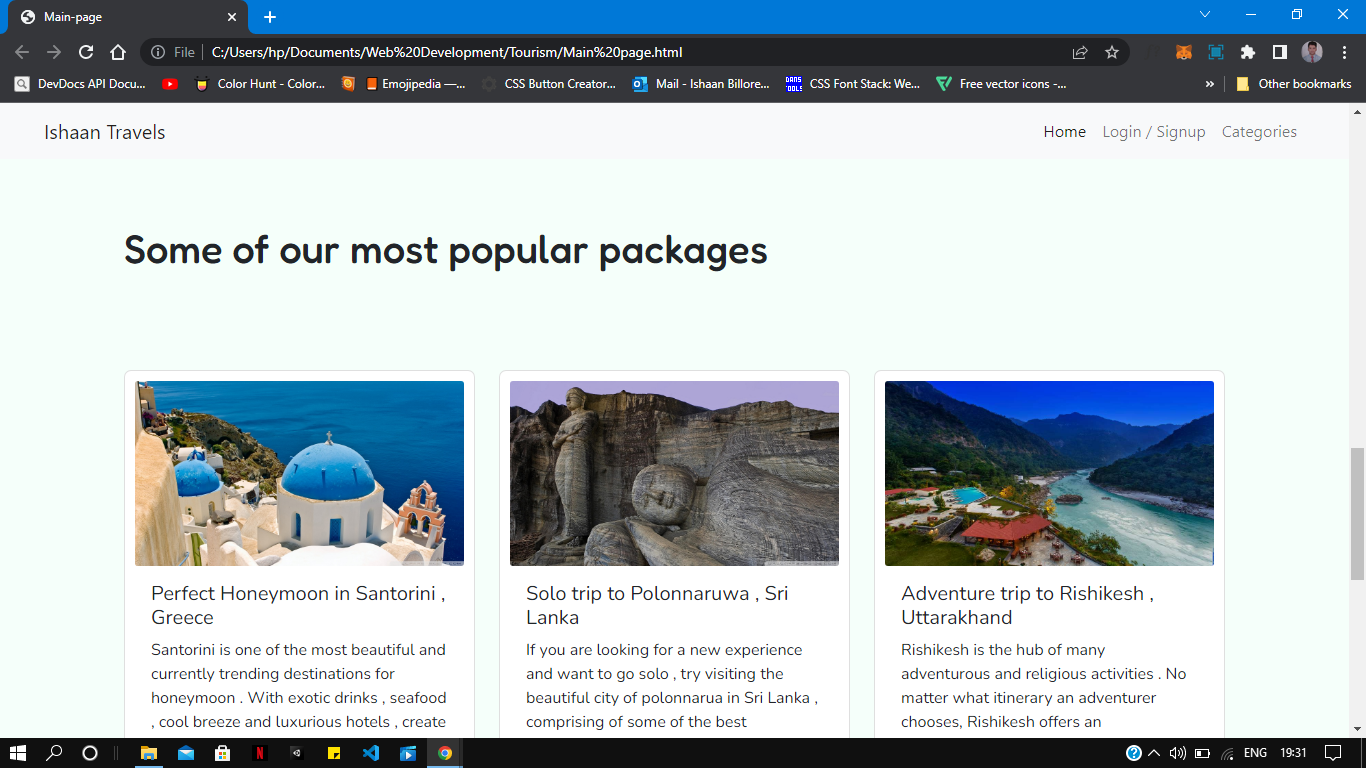 Main-page
File
C:/Users/hp/Documents/Web%20Development/Tourism/Main%20page.html
DevDocs API Docu...
Color Hunt - Color...
Emojipedia —...
CSS Button Creator...
Mail - Ishaan Billore...
DANS TOOLS
CSS Font Stack: We...
Free vector icons -...
»
Other bookmarks
Ishaan Travels
Home Login / Signup Categories
Some of our most popular packages
Perfect Honeymoon in Santorini ,
Greece
Santorini is one of the most beautiful and
currently trending destinations for
honeymoon . With exotic drinks , seafood
, cool breeze and luxurious hotels , create
Solo trip to Polonnaruwa , Sri
Lanka
If you are looking for a new experience
and want to go solo , try visiting the
beautiful city of polonnarua in Sri Lanka ,
comprising of some of the best
Adventure trip to Rishikesh ,
Uttarakhand
Rishikesh is the hub of many
adventurous and religious activities . No
matter what itinerary an adventurer
chooses, Rishikesh offers an
ENG 19:31